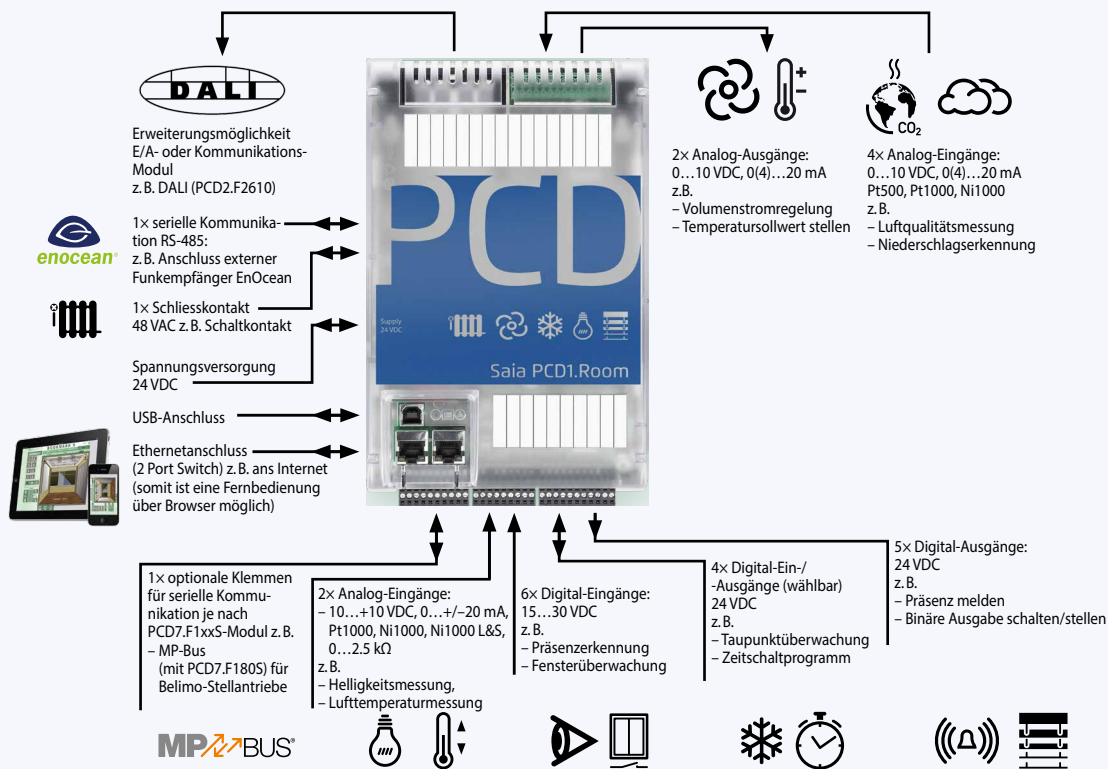 DALI
Erweiterungsmöglichkeit
E/A- oder Kommunikations-
Modul
z. B. DALI (PCD2.F2610)
enocean®
1× serielle Kommunika-
tion RS-485:
z. B. Anschluss externer
Funkempfänger EnOcean
1× Schliesskontakt
48 VAC z. B. Schaltkontakt
Spannungsversorgung
24 VDC
USB-Anschluss
Ethernetanschluss
(2 Port Switch) z. B. ans Internet
(somit ist eine Fernbedienung
über Browser möglich)
PCD
Supply
24 VDC
Saia PCD1.Room
+
–
2× Analog-Ausgänge:
0…10 VDC, 0(4)…20 mA
z.B.
– Volumenstromregelung
– Temperatursollwert stellen
CO2
4× Analog-Eingänge:
0…10 VDC, 0(4)…20 mA
Pt500, Pt1000, Ni1000
z. B.
– Luftqualitätsmessung
– Niederschlagserkennung
1× optionale Klemmen
für serielle Kommu-
nikation je nach
PCD7.F1xxS-Modul z. B.
– MP-Bus
(mit PCD7.F180S) für
Belimo-Stellantriebe
MP BUS®
2× Analog-Eingänge:
– 10…+10 VDC, 0…+/–20 mA,
Pt1000, Ni1000, Ni1000 L&S,
0…2.5 kΩ
z. B.
– Helligkeitsmessung,
– Lufttemperaturmessung
6× Digital-Eingänge:
15…30 VDC
z. B.
– Präsenzerkennung
– Fensterüberwachung
4× Digital-Ein-/
-Ausgänge (wählbar)
24 VDC
z. B.
– Taupunktüberwachung
– Zeitschaltprogramm
5× Digital-Ausgänge:
24 VDC
z. B.
– Präsenz melden
– Binäre Ausgabe schalten/stellen